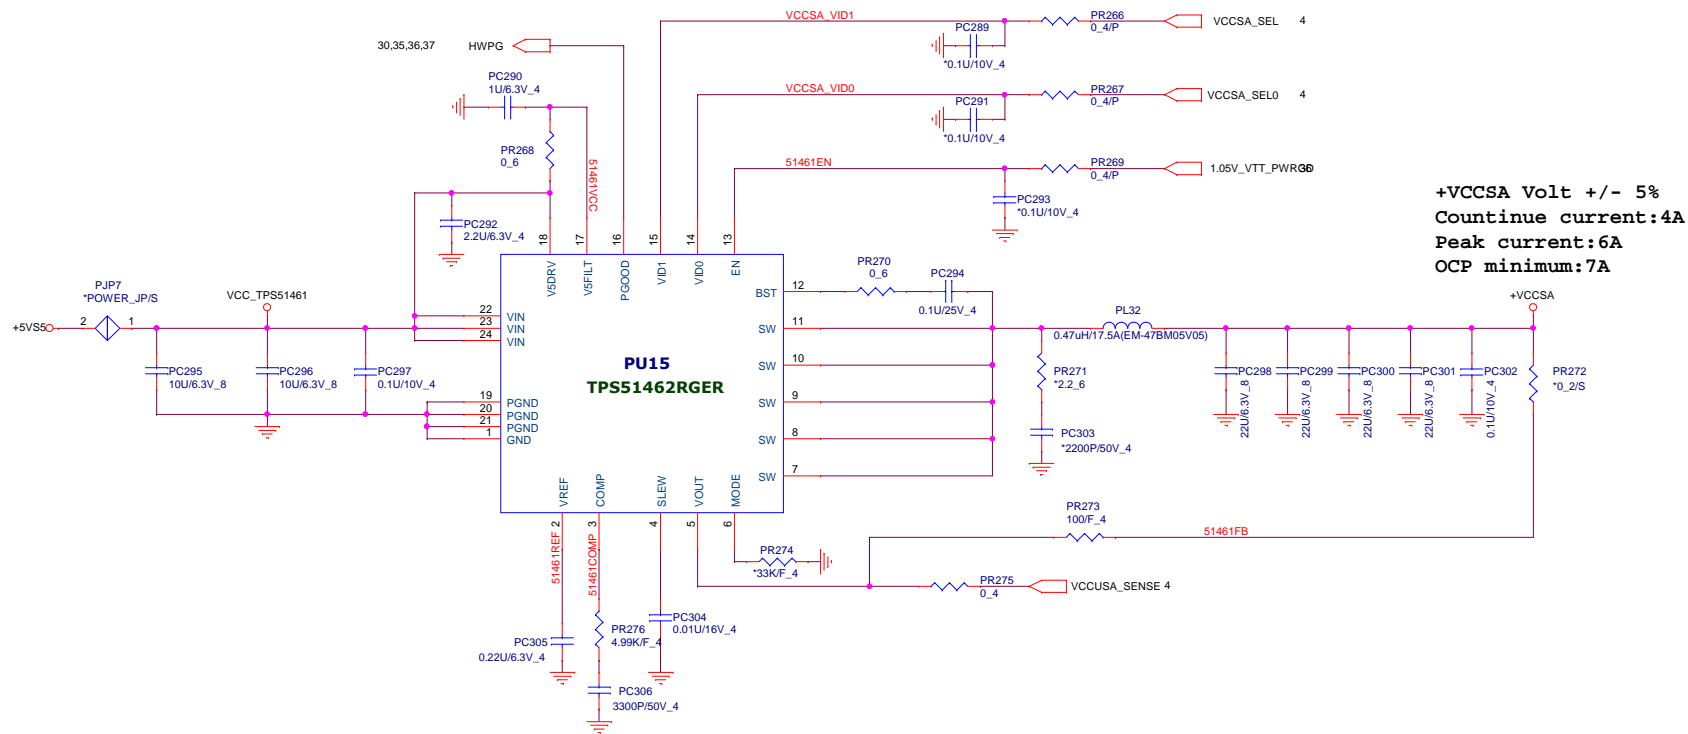 VCCSA_VID1
PR266
0_4/P
VCCSA_SEL 4
PC289
*0.1U/10V_4
30,35,36,37 HWPG
PC290
1U/6.3V_4
VCCSA_VID0
PR267
0_4/P
VCCSA_SEL0 4
PC291
*0.1U/10V_4
PR268
0_6
51461VCC
51461EN
PR269
0_4/P
1.05V_VTT_PWRGD
PC293
*0.1U/10V_4
PC292
2.2U/6.3V_4
+VCCSA Volt +/- 5%
Countinue current:4A
Peak current:6A
OCP minimum:7A
18
17
16
15
14
13
V5DRV
V5FILT
PGOOD
VID1
VID0
EN
PJP7
*POWER_JP/S
+5VS5
2
1
VCC_TPS51461
PC295
10U/6.3V_8
PC296
10U/6.3V_8
PC297
0.1U/10V_4
22 VIN
23 VIN
24 VIN
19 PGND
20 PGND
21 PGND
1 GND
PU15
TPS51462RGER
BST 12
SW 11
SW 10
SW 9
SW 8
SW 7
PR270
0_6
PC294
0.1U/25V_4
PL32
0.47uH/17.5A(EM-47BM05V05)
PR271
*2.2_6
PC303
*2200P/50V_4
+VCCSA
PC298
22U/6.3V_8
PC299
22U/6.3V_8
PC300
22U/6.3V_8
PC301
22U/6.3V_8
PC302
0.1U/10V_4
PR272
*0_2/S
VREF
COMP
SLEW
VOUT
MODE
2
3
4
5
6
51461REF
51461COMP
PR273
100/F_4
51461FB
PR274
*33K/F_4
PR275
0_4
VCCUSA_SENSE 4
PC304
0.01U/16V_4
PR276
4.99K/F_4
PC305
0.22U/6.3V_4
PC306
3300P/50V_4